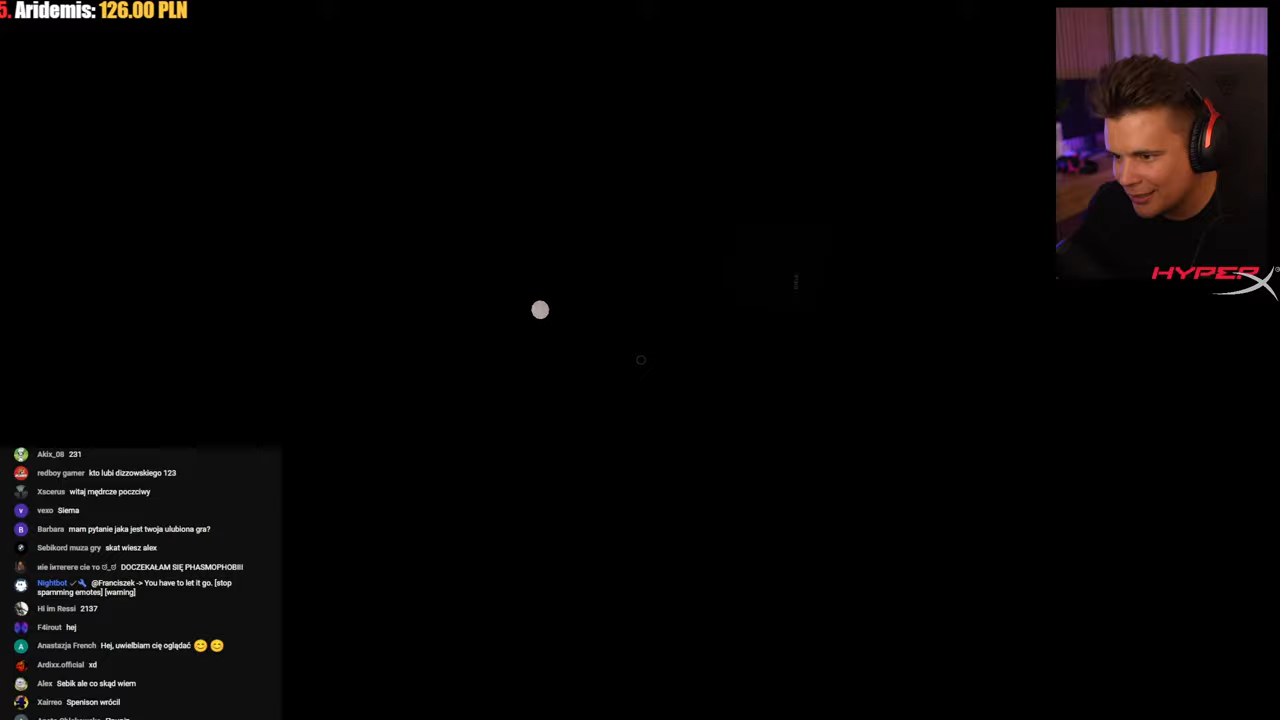 5. Aridemis: 126.00 PLN
HYPERX
Akix_08 231
redboy gamer kto lubi dizzowskiego 123
Xscerus witaj mędrcze poczciwy
v vexo Siema
B Barbara mam pytanie jaka jest twoja ulubiona gra?
Sebikord muza gry skat wiesz alex
DOCZEKAŁAM SIĘ PHASMOPHOBIII
Nightbot @Franciszek -> You have to let it go. [stop
spamming emotes] [warning]
Hi im Ressi 2137
F4irout hej
A Anastazja French Hej, uwielbiam cię oglądać 😊 😊
Ardixx.official xd
Alex Sebik ale co skąd wiem
Xairreo Spenison wrócił